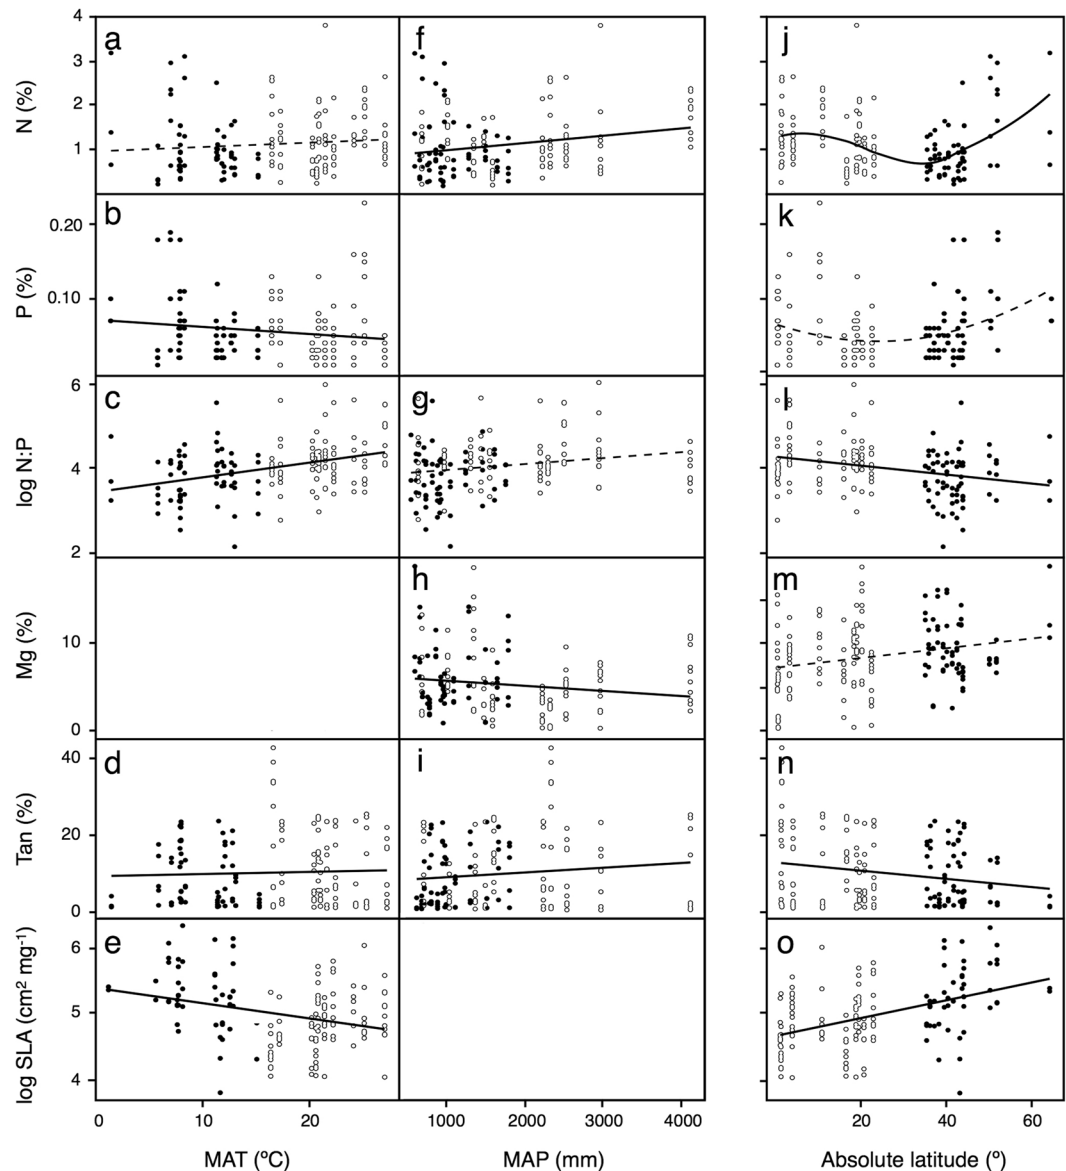 4
a
f
j
3
N (%)
2
1
b
k
0.20
P (%)
0.10
6
c
g
l
log N:P
4
2
h
m
Mg (%)
10
0
40
d
i
n
Tan (%)
20
0
6
e
o
log SLA (cm² mg⁻¹)
5
4
0 10 20 1000 2000 3000 4000 20 40 60
MAT (ºC) MAP (mm) Absolute latitude (º)